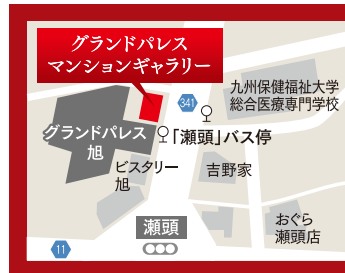 グランドパレス
マンションギャラリー
341
九州保健福祉大学
総合医療専門学校
グランドパレス
旭
「瀬頭」バス停
ビスタリー
旭
吉野家
瀬頭
おぐら
瀬頭店
11